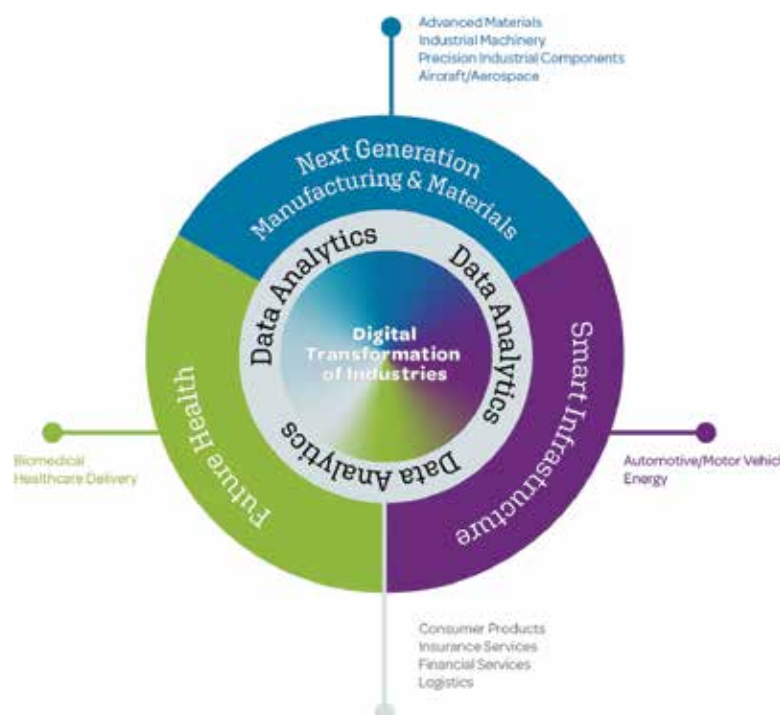 Advanced Materials
Industrial Machinery
Precision Industrial Components
Aircraft/Aerospace
Next Generation
Manufacturing & Materials
Data Analytics
Data Analytics
Digital
Transformation
of Industries
Smart Infrastructure
Future Health
Data Analytics
Biomedical
Healthcare Delivery
Automotive/Motor Vehicl
Energy
Consumer Products
Insurance Services
Financial Services
Logistics